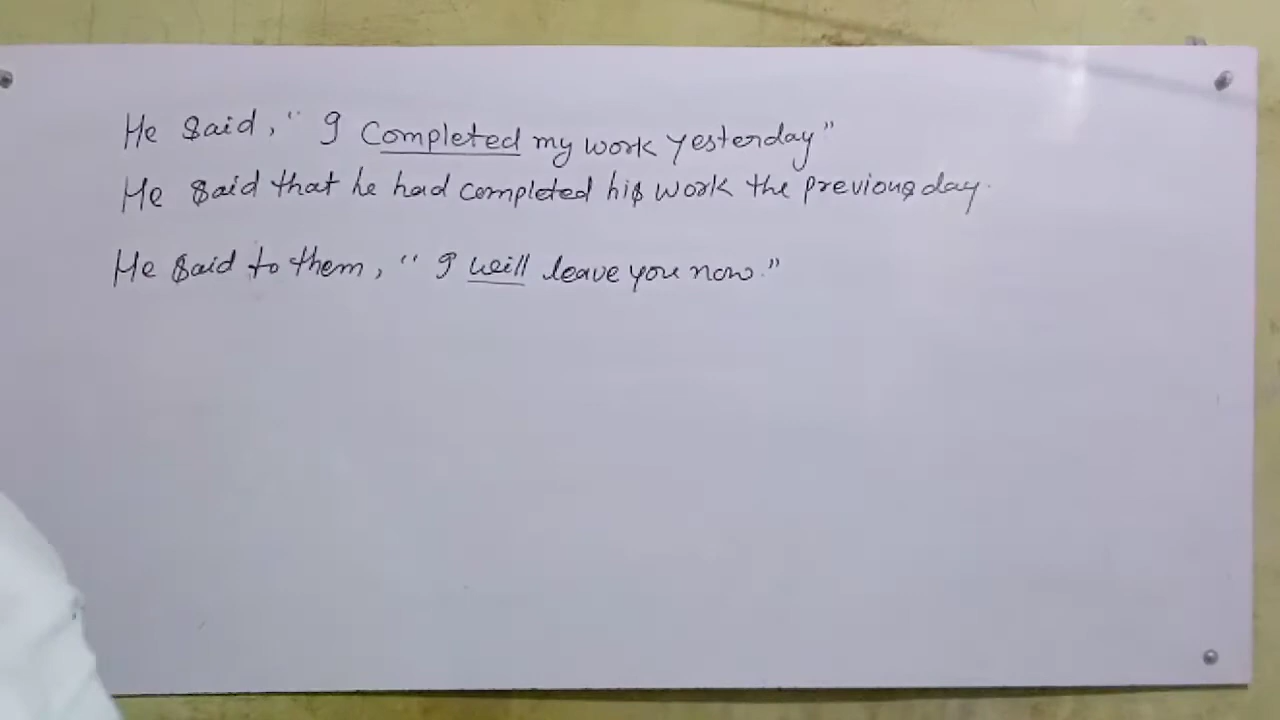 He said, " I completed my work yesterday"
He said that he had completed his work the previous day.
He said to them, " I will leave you now."